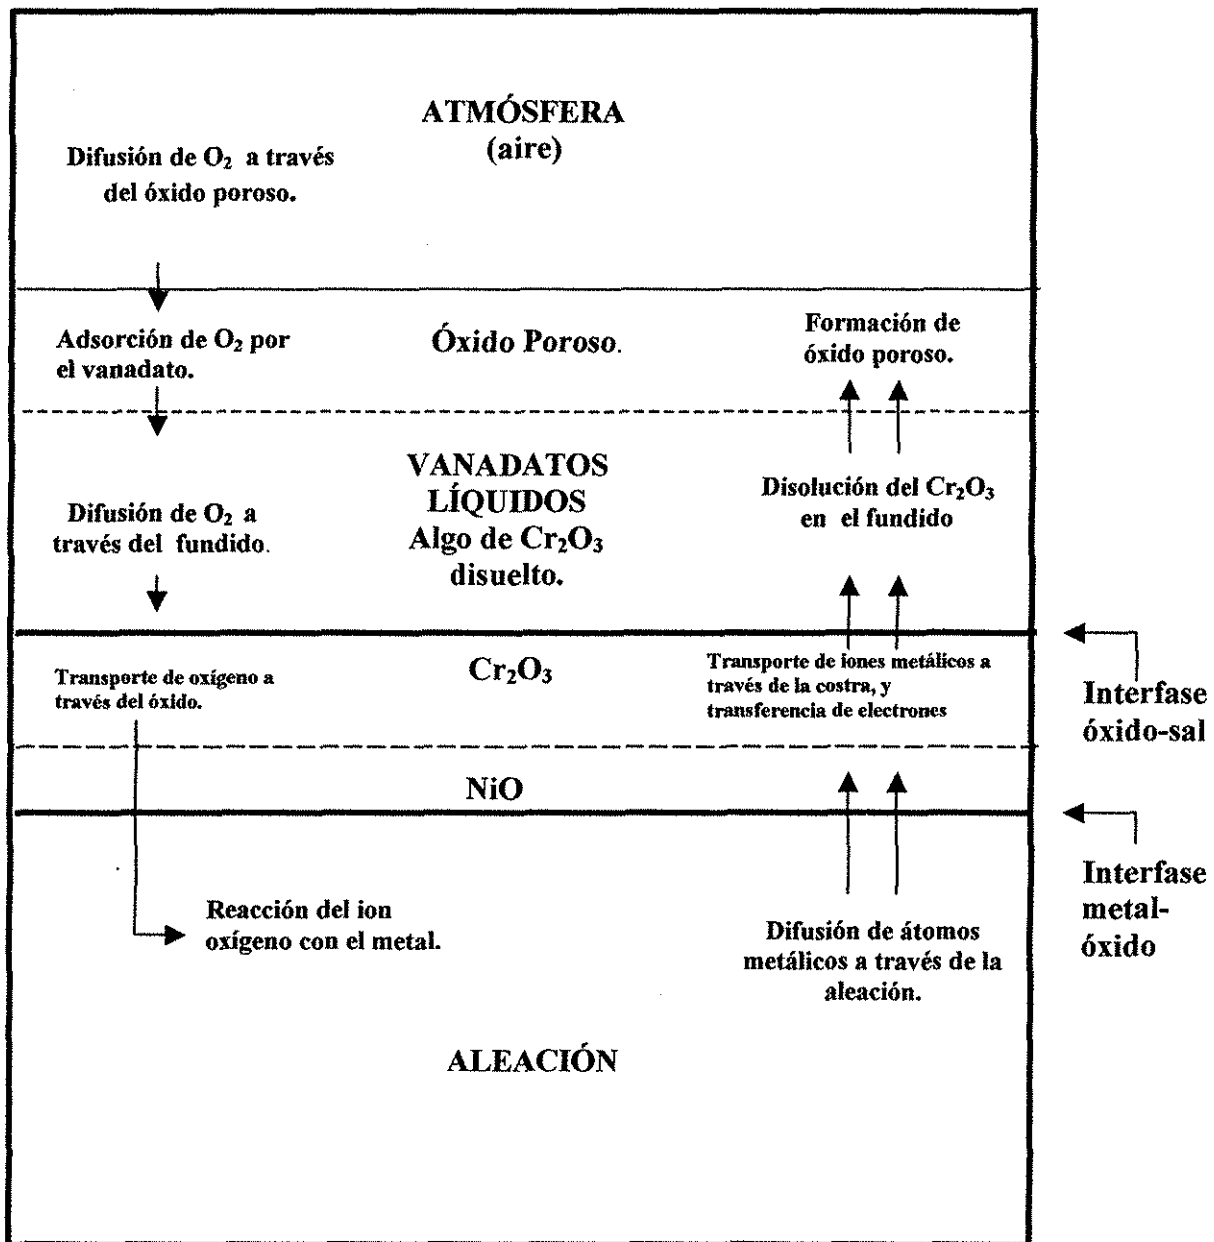 ATMÓSFERA
(aire)
Difusión de O₂ a través
del óxido poroso.
Adsorción de O₂ por
el vanadato.
Óxido Poroso.
Formación de
óxido poroso.
VANADATOS
LÍQUIDOS
Algo de Cr₂O₃
disuelto.
Difusión de O₂ a
través del fundido.
Disolución del Cr₂O₃
en el fundido
Transporte de oxígeno a
través del óxido.
Cr₂O₃
Transporte de iones metálicos a
través de la costra, y
transferencia de electrones
Interfase
óxido-sal
NiO
Interfase
metal-
óxido
Reacción del ion
oxígeno con el metal.
Difusión de átomos
metálicos a través de la
aleación.
ALEACIÓN